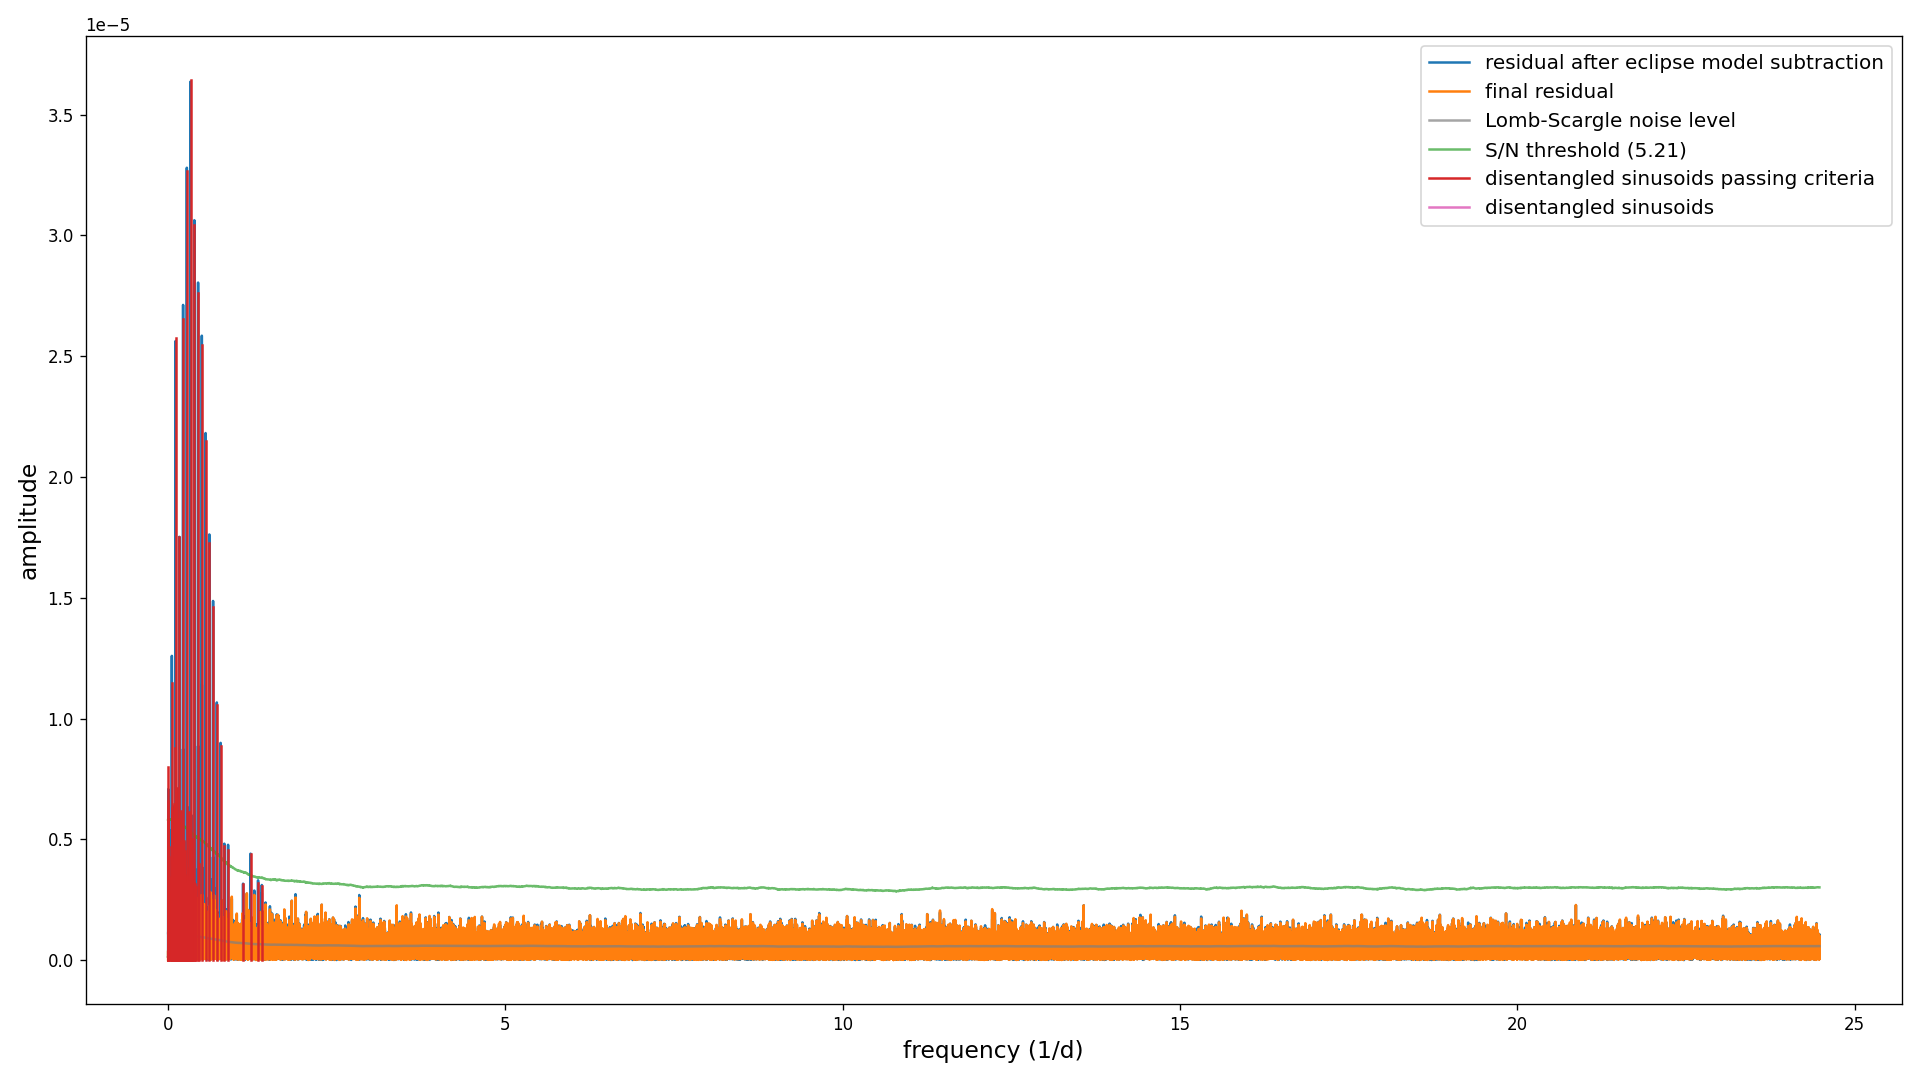 1e−5
3.5
3.0
2.5
2.0
1.5
1.0
0.5
0.0
amplitude
residual after eclipse model subtraction
final residual
Lomb-Scargle noise level
S/N threshold (5.21)
disentangled sinusoids passing criteria
disentangled sinusoids
0 5 10 15 20 25
frequency (1/d)